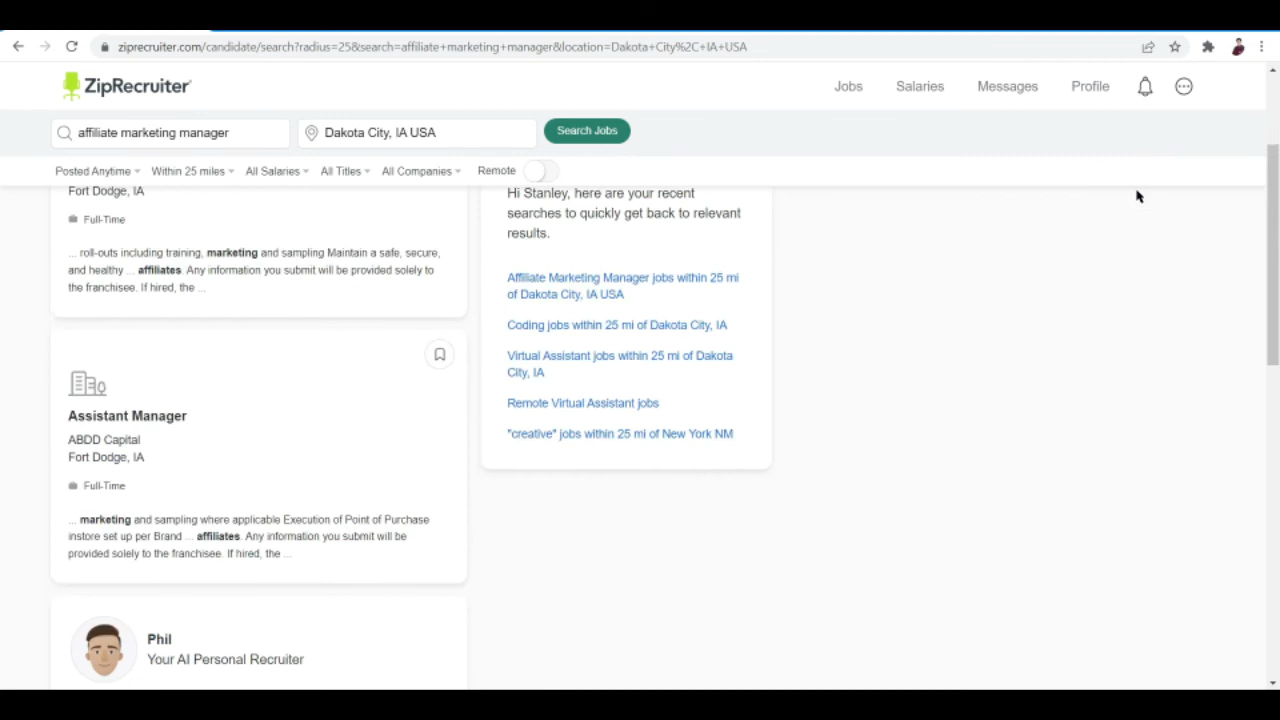 ziprecruiter.com/candidate/search?radius=25&search=affiliate+marketing+manager&location=Dakota+City%2C+IA+USA
ZipRecruiter
Jobs
Salaries
Messages
Profile
affiliate marketing manager
Dakota City, IA USA
Search Jobs
Posted Anytime
Within 25 miles
All Salaries
All Titles
All Companies
Remote
Fort Dodge, IA
Full-Time
... roll-outs including training, marketing and sampling Maintain a safe, secure,
and healthy ... affiliates. Any information you submit will be provided solely to
the franchisee. If hired, the ...
Assistant Manager
ABDD Capital
Fort Dodge, IA
Full-Time
... marketing and sampling where applicable Execution of Point of Purchase
instore set up per Brand ... affiliates. Any information you submit will be
provided solely to the franchisee. If hired, the ...
Phil
Your AI Personal Recruiter
Hi Stanley, here are your recent
searches to quickly get back to relevant
results.
Affiliate Marketing Manager jobs within 25 mi
of Dakota City, IA USA
Coding jobs within 25 mi of Dakota City, IA
Virtual Assistant jobs within 25 mi of Dakota
City, IA
Remote Virtual Assistant jobs
"creative" jobs within 25 mi of New York NM